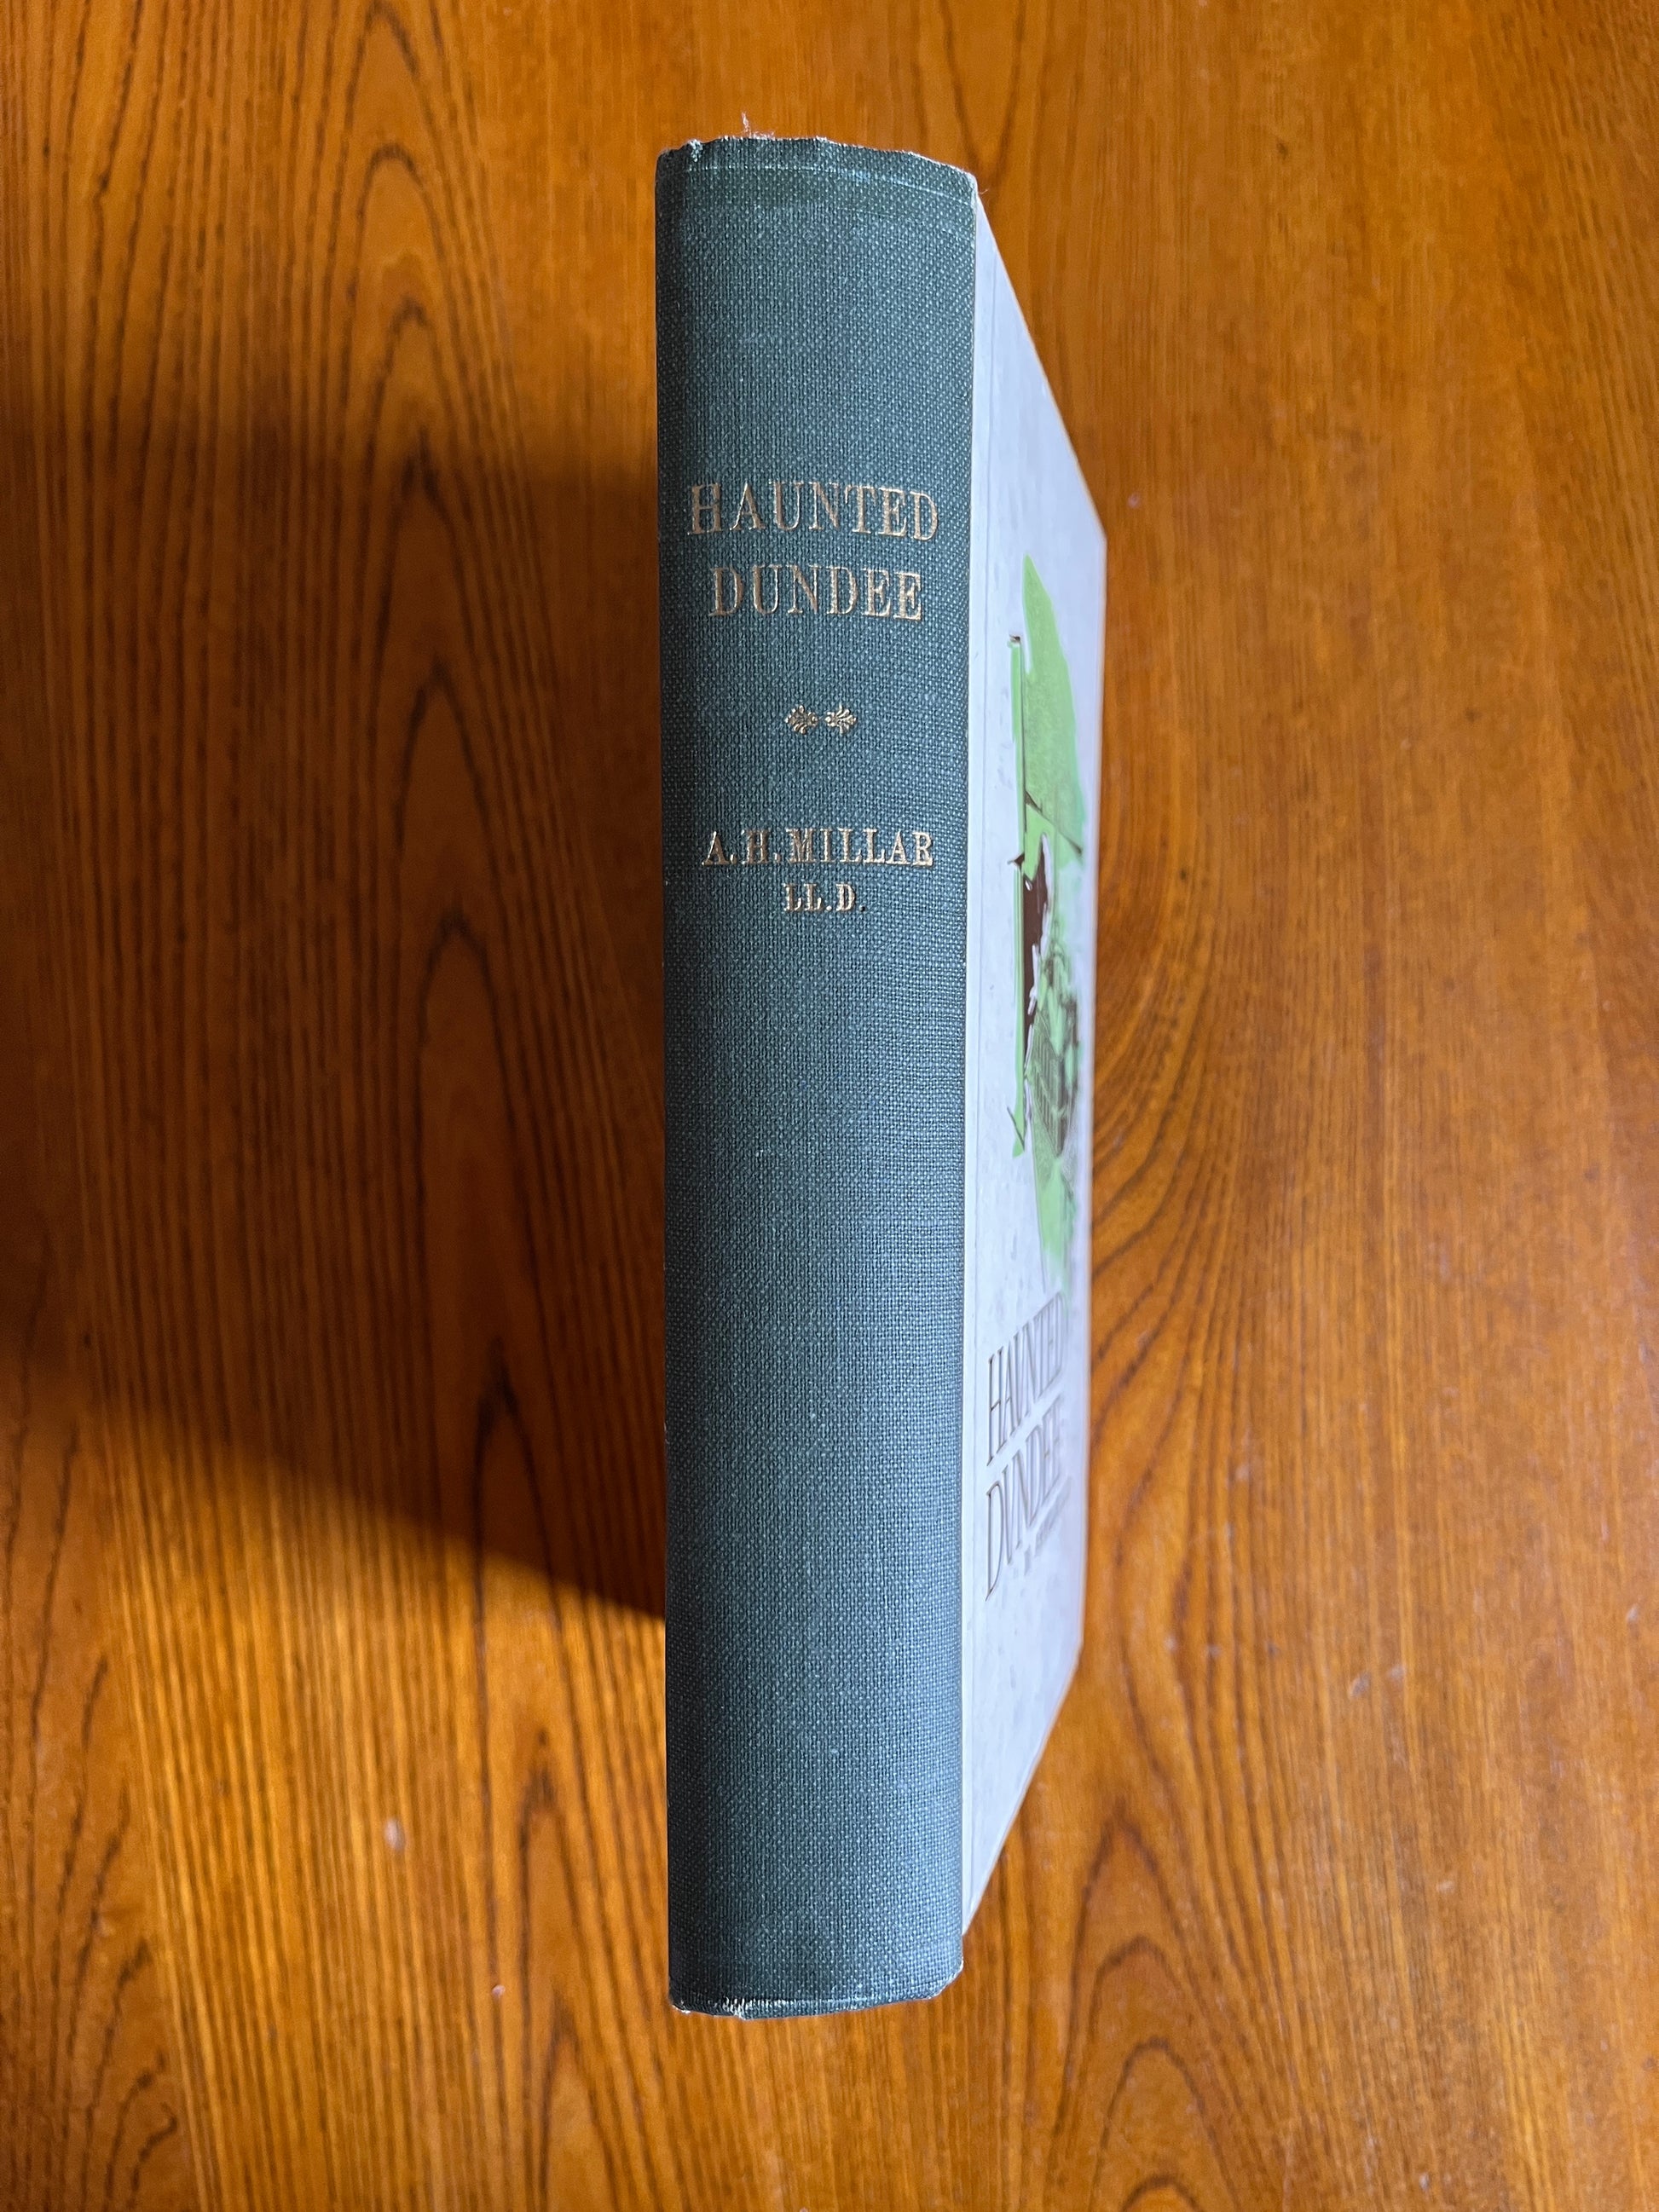 HAUNTED
DUNDEE
A. H. MILLAR
LL.D.
HAUNTED
DUNDEE